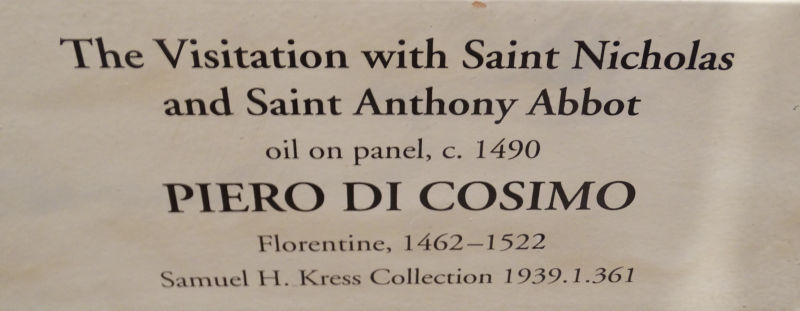 The Visitation with Saint Nicholas
and Saint Anthony Abbot
oil on panel, c. 1490
PIERO DI COSIMO
Florentine, 1462–1522
Samuel H. Kress Collection 1939.1.361